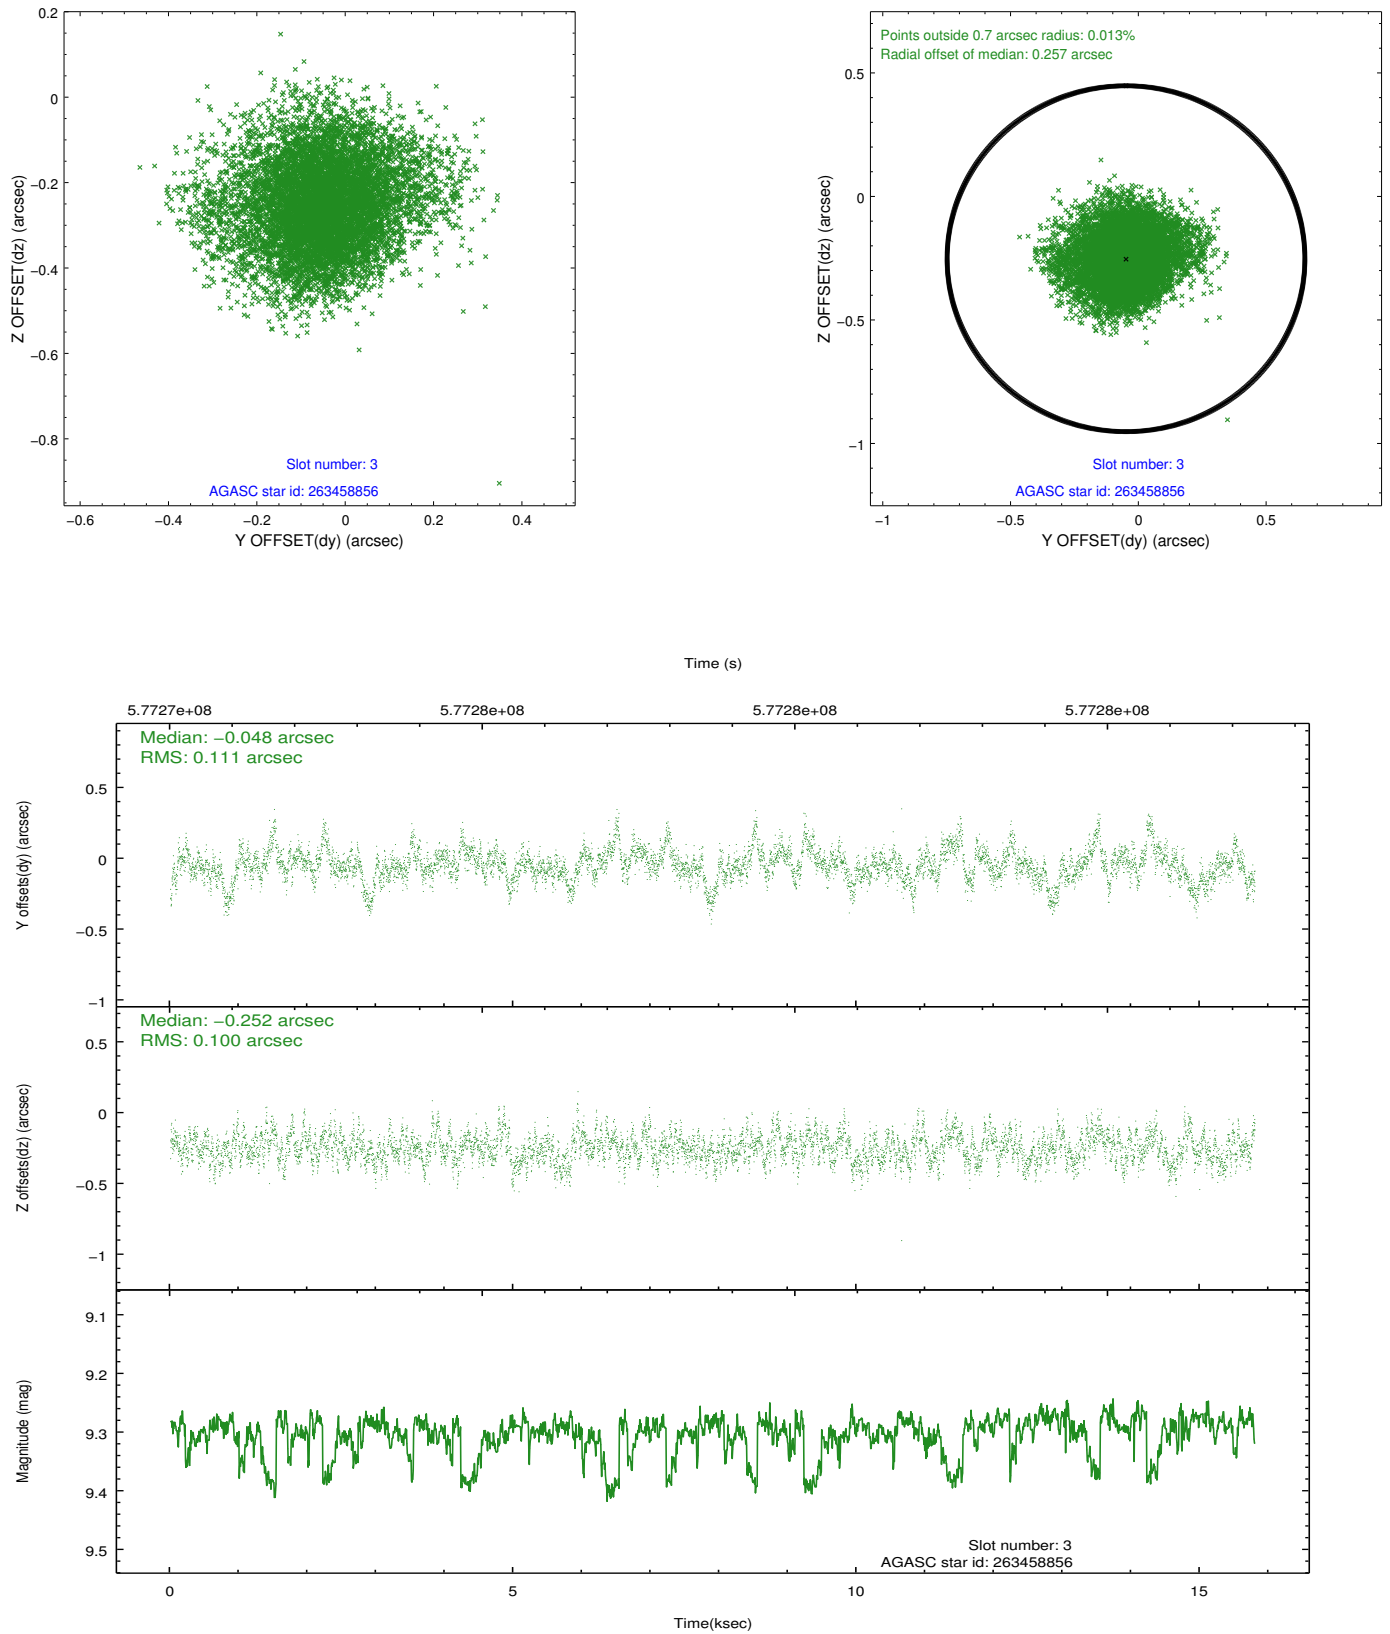 0.2
0
−0.2
−0.4
−0.6
−0.8
Z OFFSET(dz) (arcsec)
Slot number: 3
AGASC star id: 263458856
−0.6 −0.4 −0.2 0 0.2 0.4
Y OFFSET(dy) (arcsec)
Points outside 0.7 arcsec radius: 0.013%
Radial offset of median: 0.257 arcsec
0.5
0
−0.5
−1
Z OFFSET(dz) (arcsec)
Slot number: 3
AGASC star id: 263458856
−1 −0.5 0 0.5
Y OFFSET(dy) (arcsec)
Time (s)
5.7727e+08 5.7728e+08 5.7728e+08 5.7728e+08
Median: −0.048 arcsec
RMS: 0.111 arcsec
0.5
0
−0.5
−1
Y offsets(dy) (arcsec)
Median: −0.252 arcsec
RMS: 0.100 arcsec
0.5
0
−0.5
−1
Z offsets(dz) (arcsec)
9.1
9.2
9.3
9.4
9.5
Magnitude (mag)
Slot number: 3
AGASC star id: 263458856
0 5 10 15
Time(ksec)